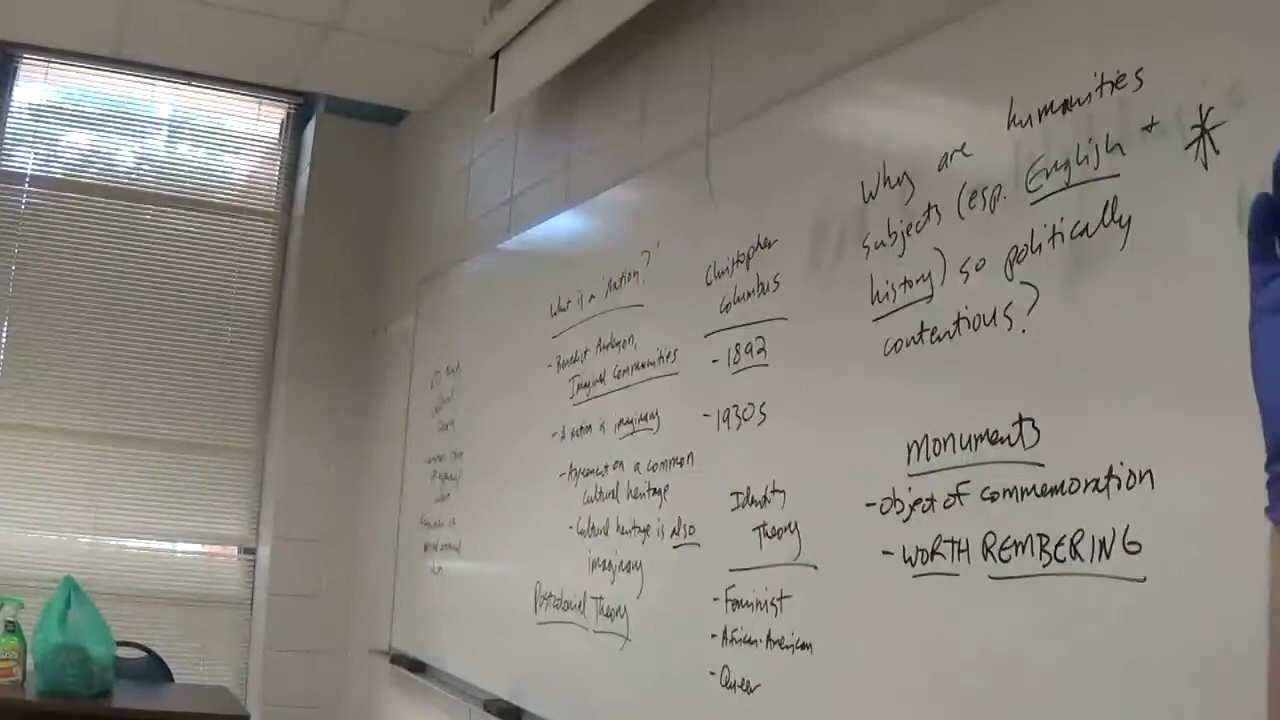 What is a 'Nation?'
- Benedict Anderson,
Imagined Communities
- A nation is imaginary
- Agreement on a common
cultural heritage
- Cultural heritage is also
imaginary
Postcolonial Theory
Christopher
Columbus
- 1892
- 1930s
Identity
Theory
- Feminist
- African-American
- Queer
Why are humanities
subjects (esp. English +
history) so politically
contentious?
*
Monuments
- Object of commemoration
- WORTH REMBERING